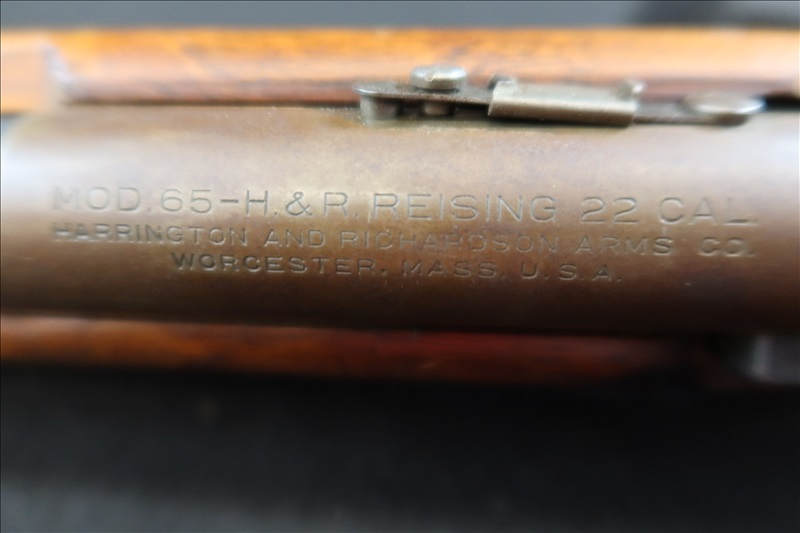 MOD. 65-H. & R. REISING 22 CAL.
HARRINGTON AND RICHARDSON ARMS CO.
WORCESTER, MASS. U.S.A.